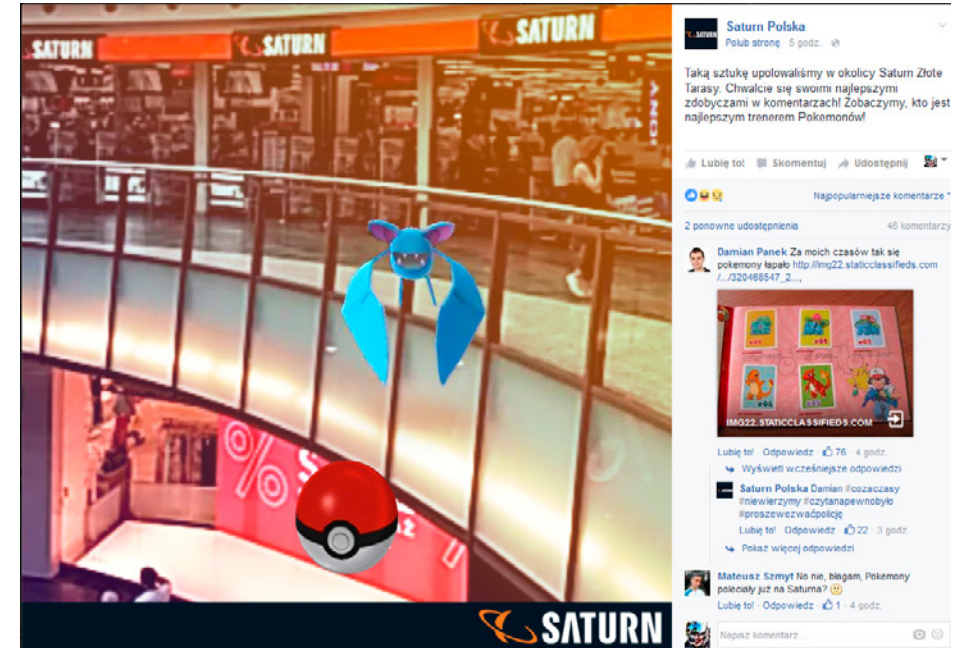 SATURN
SATURN
SATURN
%
SATURN
Saturn Polska
Polub stronę · 5 godz. ·
Taką sztukę upolowaliśmy w okolicy Saturn Złote
Tarasy. Chwalcie się swoimi najlepszymi
zdobyczami w komentarzach! Zobaczymy, kto jest
najlepszym trenerem Pokemonów!
Lubię to! Skomentuj Udostępnij
Najpopularniejsze komentarze
2 ponowne udostępnienia 46 komentarzy
Damian Panek Za moich czasów tak się
pokemony łapało http://img22.staticclassifieds.com
/.../320468547_2...,
IMG22.STATICCLASSIFIEDS.COM
Lubię to! · Odpowiedz · 76 · 4 godz.
Wyświetl wcześniejsze odpowiedzi
Saturn Polska Damian #cozaczasy
#niewierzymy #czytanapewnobyło
#proszewezwaćpolicję
Lubię to! · Odpowiedz · 22 · 3 godz.
Pokaż więcej odpowiedzi
Mateusz Szmyt No nie, błagam, Pokemony
poleciały już na Saturna?
Lubię to! · Odpowiedz · 1 · 4 godz.
Napisz komentarz...